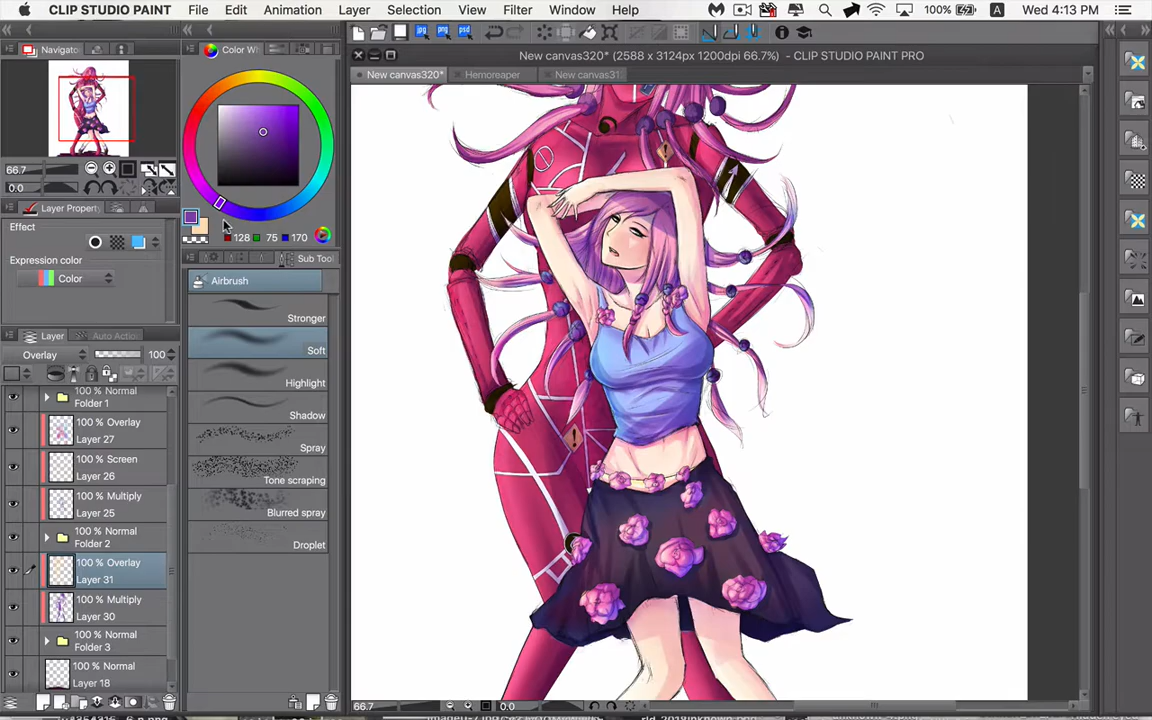 CLIP STUDIO PAINT File Edit Animation Layer Selection View Filter Window Help 100% A Wed 4:13 PM
New canvas320* (2588 x 3124px 1200dpi 66.7%) - CLIP STUDIO PAINT PRO
Navigator Color Wh
New canvas320* Hemoreaper New canvas31
66.7
0.0
128 75 170
Layer Property
Effect
Expression color
Color
Sub Tool
Airbrush
Stronger
Soft
Highlight
Shadow
Spray
Tone scraping
Blurred spray
Droplet
Layer Auto Action
Overlay 100
100 % Normal
Folder 1
100 % Overlay
Layer 27
100 % Screen
Layer 26
100 % Multiply
Layer 25
100 % Normal
Folder 2
100 % Overlay
Layer 31
100 % Multiply
Layer 30
100 % Normal
Folder 3
100 % Normal
Layer 18
66.7 0.0